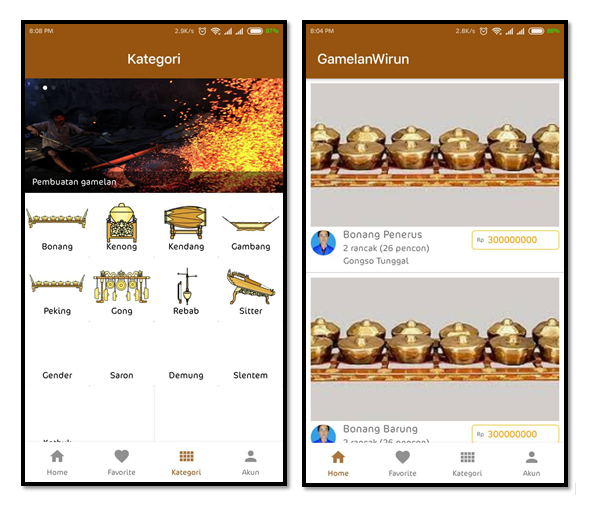 8:08 PM
2.9K/s
87%
Kategori
Pembuatan gamelan
Bonang
Kenong
Kendang
Gambang
Peking
Gong
Rebab
Sitter
Gender
Saron
Demung
Slentem
Home
Favorite
Kategori
Akun
8:04 PM
2.8K/s
88%
GamelanWirun
Bonang Penerus
2 rancak (26 pencon)
Gongso Tunggal
Rp 300000000
Bonang Barung
2 rancak (26 pencon)
Rp 300000000
Home
Favorite
Kategori
Akun